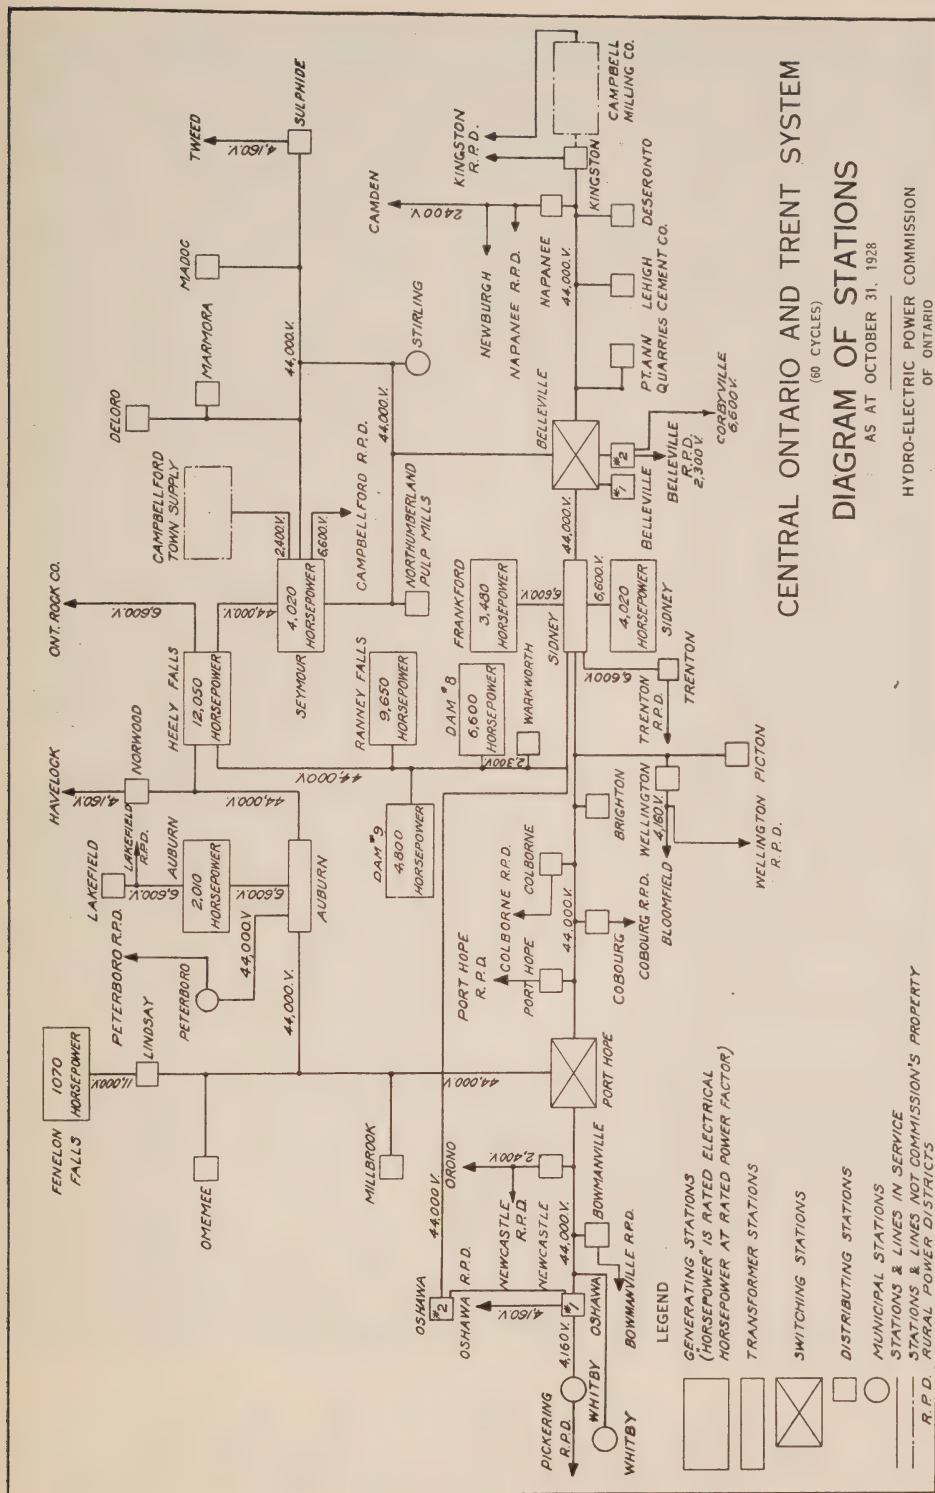 CENTRAL ONTARIO AND TRENT SYSTEM
(60 CYCLES)
DIAGRAM OF STATIONS
AS AT OCTOBER 31, 1928
HYDRO-ELECTRIC POWER COMMISSION
OF ONTARIO
FENELON
FALLS
1070
HORSEPOWER
11,000V.
LINDSAY
OMEMEE
MILLBROOK
44,000V.
44,000V.
PETERBORO R.P.D.
PETERBORO
44,000V.
LAKEFIELD
LAKEFIELD
R.P.D.
6,600V.
AUBURN
2,010
HORSEPOWER
6,600V.
AUBURN
HAVELOCK
4,160V.
NORWOOD
44,000V.
ONT. ROCK CO.
6,600V.
HEELY FALLS
12,050
HORSEPOWER
44,000V.
44,000V.
CAMPBELLFORD
TOWN SUPPLY
2,400V.
4,020
HORSEPOWER
SEYMOUR
6,600V.
CAMPBELLFORD R.P.D.
NORTHUMBERLAND
PULP MILLS
DELORO
MARMORA
MADOC
44,000V.
TWEED
4,160V.
SULPHIDE
STIRLING
44,000V.
RANNEY FALLS
9,650
HORSEPOWER
DAM #9
4,800
HORSEPOWER
DAM #8
6,600
HORSEPOWER
2,300V.
WARKWORTH
FRANKFORD
3,480
HORSEPOWER
6,600V.
SIDNEY
6,600V.
4,020
HORSEPOWER
SIDNEY
6,600V.
TRENTON
TRENTON
R.P.D.
44,000V.
BELLEVILLE
#1
#2
BELLEVILLE
BELLEVILLE
R.P.D.
2,300V.
CORBYVILLE
6,600V.
PT. ANN
QUARRIES
LEHIGH
CEMENT CO.
44,000V.
NAPANEE
NAPANEE R.P.D.
NEWBURGH
CAMDEN
2400V.
DESERONTO
KINGSTON
KINGSTON
R.P.D.
CAMPBELL
MILLING CO.
PICTON
WELLINGTON
4,160V.
WELLINGTON
R.P.D.
BLOOMFIELD
BRIGHTON
COLBORNE
COLBORNE R.P.D.
44,000V.
COBOURG
COBOURG R.P.D.
PORT HOPE
PORT HOPE
R.P.D.
PORT HOPE
44,000V.
OSHAWA
#2
OSHAWA R.P.D.
4,160V.
#1
OSHAWA
ORONO
2,400V.
NEWCASTLE
R.P.D.
NEWCASTLE
44,000V.
BOWMANVILLE
BOWMANVILLE R.P.D.
4,160V.
WHITBY
WHITBY
PICKERING
R.P.D.
LEGEND
GENERATING STATIONS
("HORSEPOWER" IS RATED ELECTRICAL
HORSEPOWER AT RATED POWER FACTOR)
TRANSFORMER STATIONS
SWITCHING STATIONS
DISTRIBUTING STATIONS
MUNICIPAL STATIONS
STATIONS & LINES IN SERVICE
STATIONS & LINES NOT COMMISSION'S PROPERTY
R.P.D. RURAL POWER DISTRICTS